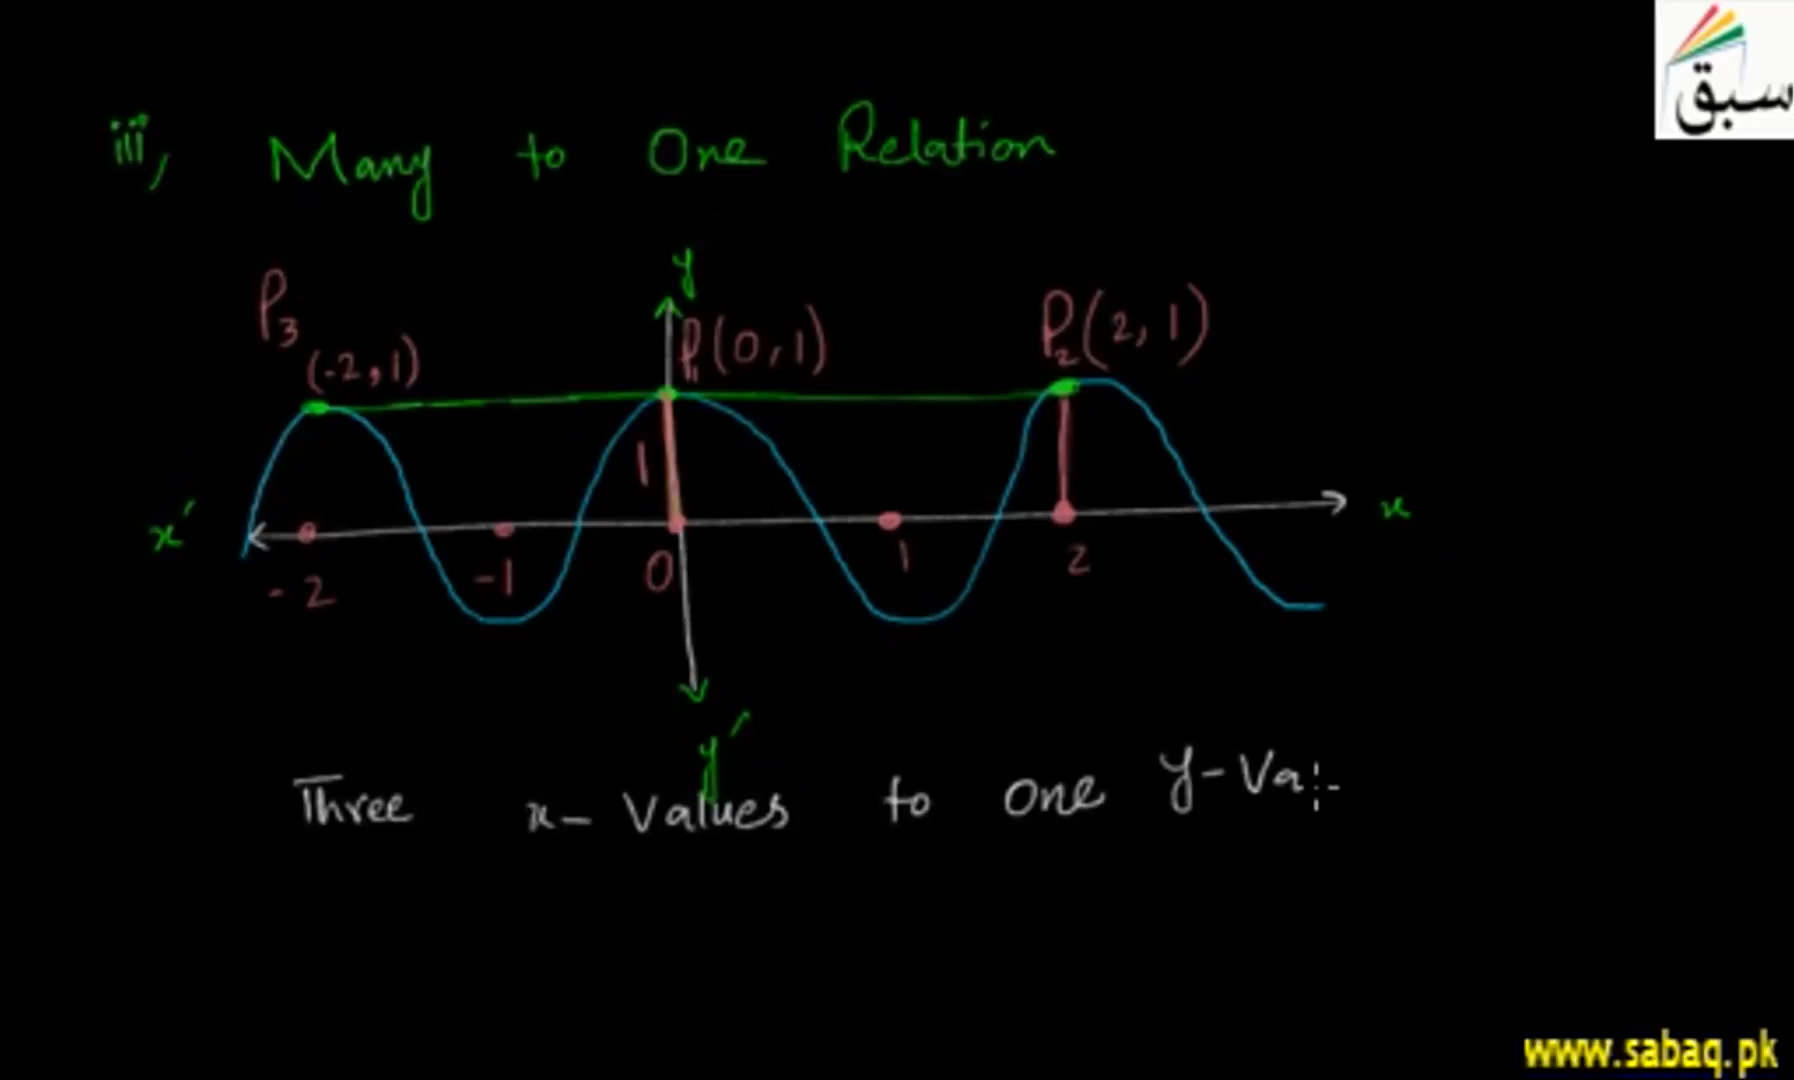 سبق
iii, Many to One Relation
y
P3 (-2,1)
P1(0,1)
P2(2,1)
1
x'
x
-2 -1 0 1 2
y'
Three x-Values to one y-Va
www.sabaq.pk